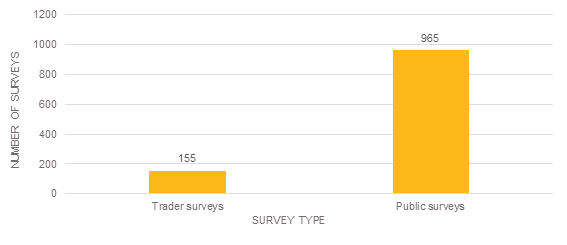 1200
1000
800
600
400
200
0
NUMBER OF SURVEYS
155
965
Trader surveys
Public surveys
SURVEY TYPE